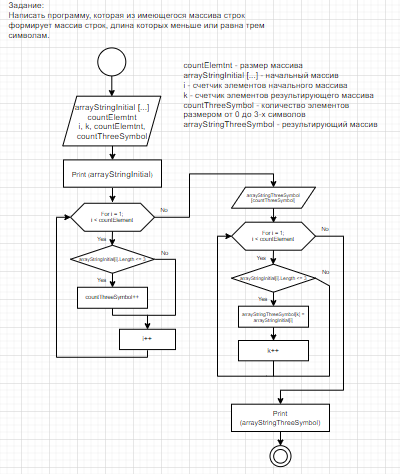 Задание:
Написать программу, которая из имеющегося массива строк
формирует массив строк, длина которых меньше или равна трем
символам.
countElemtnt - размер массива
arrayStringInitial [...] - начальный массив
i - счетчик элементов начального массива
k - счетчик элементов результирующего массива
countThreeSymbol - количество элементов
размером от 0 до 3-х символов
arrayStringThreeSymbol - результирующий массив
arrayStringInitial [...]
countElemtnt
i, k, countElemtnt,
countThreeSymbol
Print (arrayStringInitial)
For i = 1;
i < countElement
No
Yes
arrayStringInitial[i].Length <= 3
No
Yes
countThreeSymbol++
i++
arrayStringThreeSymbol
[countThreeSymbol]
For i = 1;
i < countElement
No
Yes
arrayStringInitial[i].Length <= 3
No
Yes
arrayStringThreeSymbol[k] =
arrayStringInitial[i]
k++
Print
(arrayStringThreeSymbol)